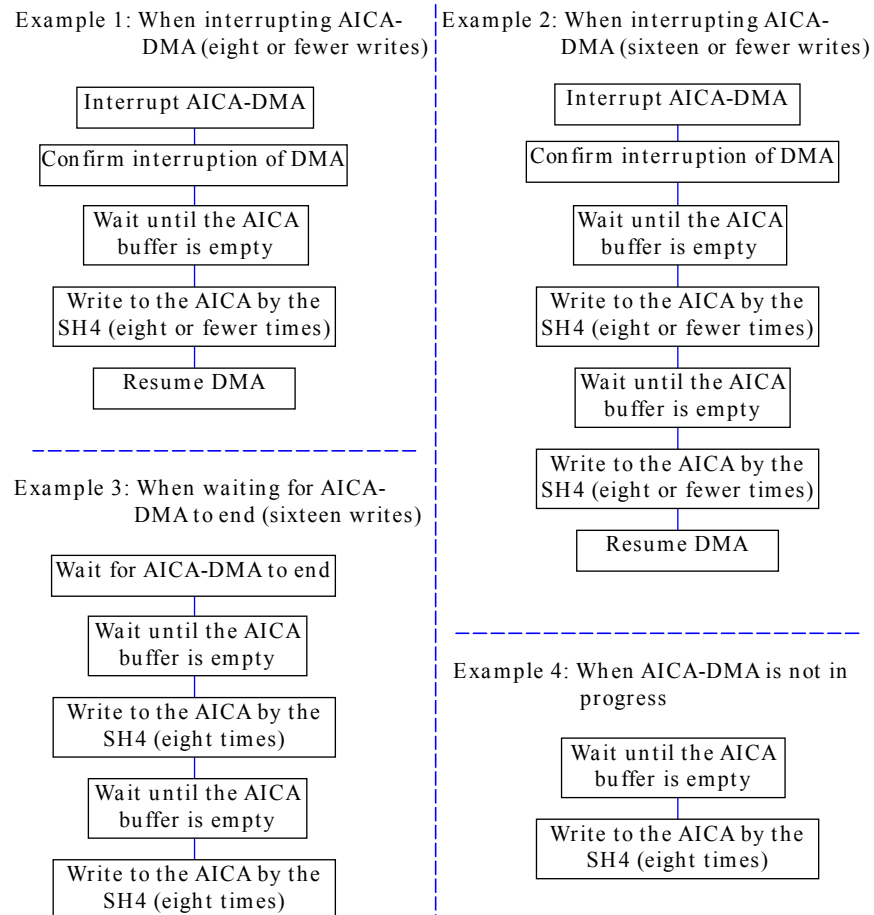 Example 1: When interrupting AICA-
DMA (eight or fewer writes)
Interrupt AICA-DMA
Confirm interruption of DMA
Wait until the AICA
buffer is empty
Write to the AICA by the
SH4 (eight or fewer times)
Resume DMA
Example 2: When interrupting AICA-
DMA (sixteen or fewer writes)
Interrupt AICA-DMA
Confirm interruption of DMA
Wait until the AICA
buffer is empty
Write to the AICA by the
SH4 (eight or fewer times)
Wait until the AICA
buffer is empty
Write to the AICA by the
SH4 (eight or fewer times)
Resume DMA
Example 3: When waiting for AICA-
DMA to end (sixteen writes)
Wait for AICA-DMA to end
Wait until the AICA
buffer is empty
Write to the AICA by the
SH4 (eight times)
Wait until the AICA
buffer is empty
Write to the AICA by the
SH4 (eight times)
Example 4: When AICA-DMA is not in
progress
Wait until the AICA
buffer is empty
Write to the AICA by the
SH4 (eight times)